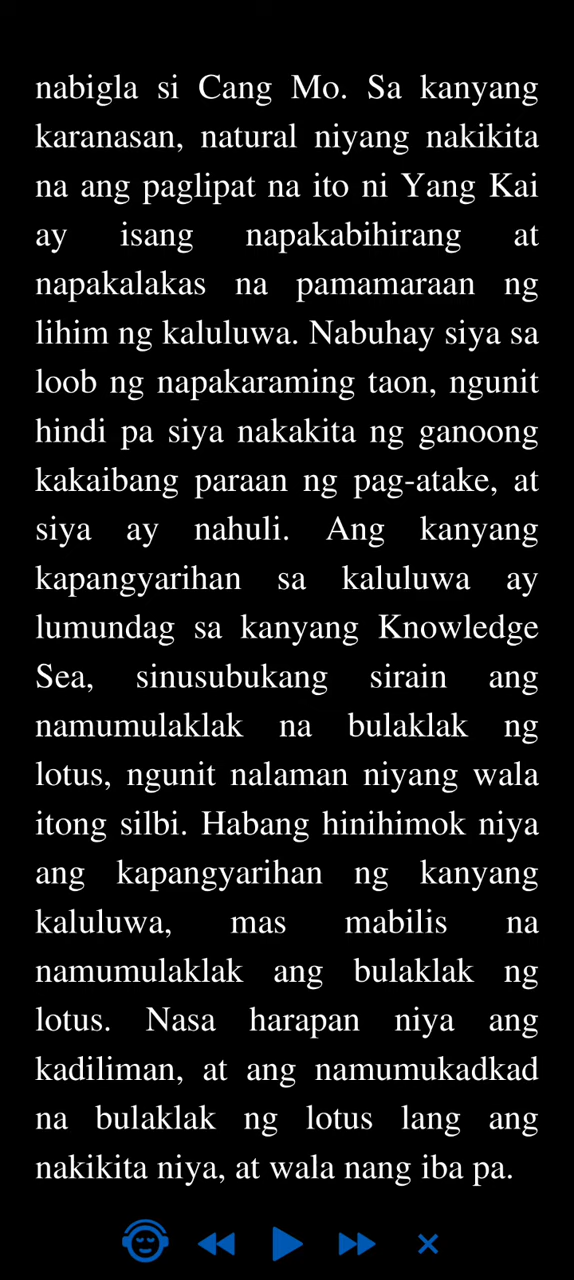 nabigla si Cang Mo. Sa kanyang
karanasan, natural niyang nakikita
na ang paglipat na ito ni Yang Kai
ay isang napakabihirang at
napakalakas na pamamaraan ng
lihim ng kaluluwa. Nabuhay siya sa
loob ng napakaraming taon, ngunit
hindi pa siya nakakita ng ganoong
kakaibang paraan ng pag-atake, at
siya ay nahuli. Ang kanyang
kapangyarihan sa kaluluwa ay
lumundag sa kanyang Knowledge
Sea, sinusubukang sirain ang
namumulaklak na bulaklak ng
lotus, ngunit nalaman niyang wala
itong silbi. Habang hinihimok niya
ang kapangyarihan ng kanyang
kaluluwa, mas mabilis na
namumulaklak ang bulaklak ng
lotus. Nasa harapan niya ang
kadiliman, at ang namumukadkad
na bulaklak ng lotus lang ang
nakikita niya, at wala nang iba pa.